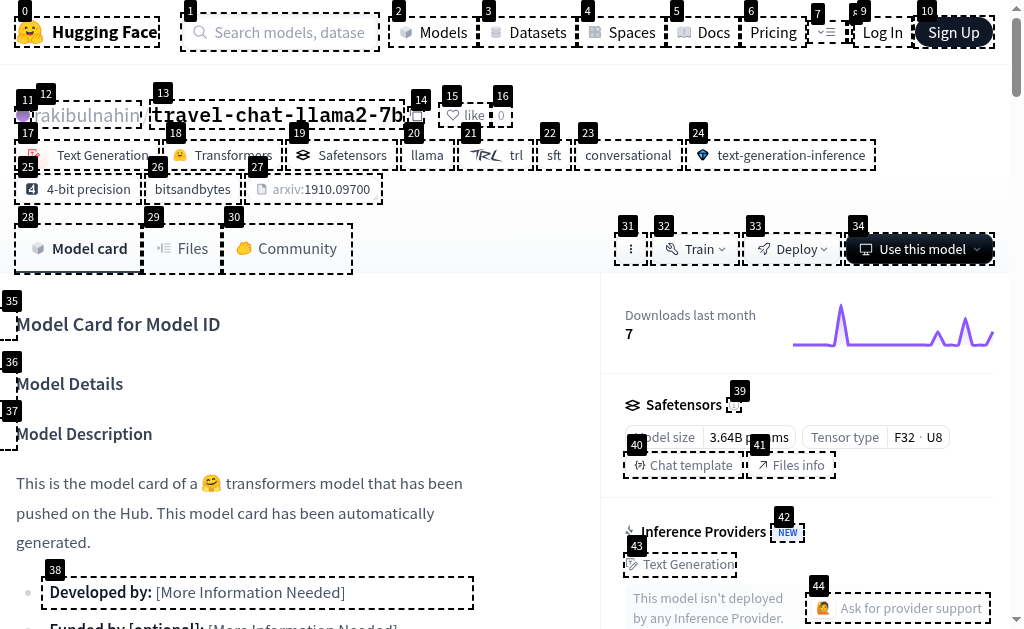 0 1 2 3 4 5 6 7 9 10
Hugging Face Search models, datase Models Datasets Spaces Docs Pricing Log In Sign Up
11 12 13 14 15 16
rakibulnahin travel-chat-llama2-7b like 0
17 18 19 20 21 22 23 24
Text Generation Transformers Safetensors llama TRL trl sft conversational text-generation-inference
25 26 27
4-bit precision bitsandbytes arxiv:1910.09700
28 29 30 31 32 33 34
Model card Files Community Train Deploy Use this model
35
Model Card for Model ID
36
Model Details
37
Model Description
This is the model card of a 🤗 transformers model that has been
pushed on the Hub. This model card has been automatically
generated.
38
Developed by: [More Information Needed]
Funded by [optional]: [More Information Needed]
Downloads last month
7
39
Safetensors
Model size 3.64B params Tensor type F32 · U8
40 41
Chat template Files info
42
Inference Providers NEW
43
Text Generation
44
This model isn't deployed
by any Inference Provider.
Ask for provider support